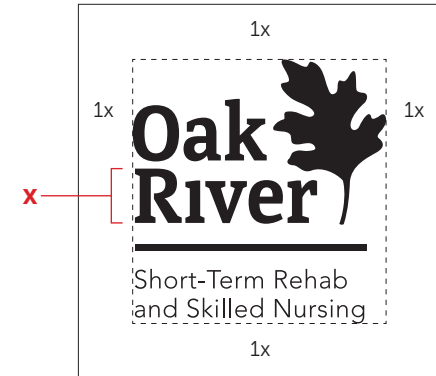 1x
1x
1x
Oak
River
x
Short-Term Rehab
and Skilled Nursing
1x